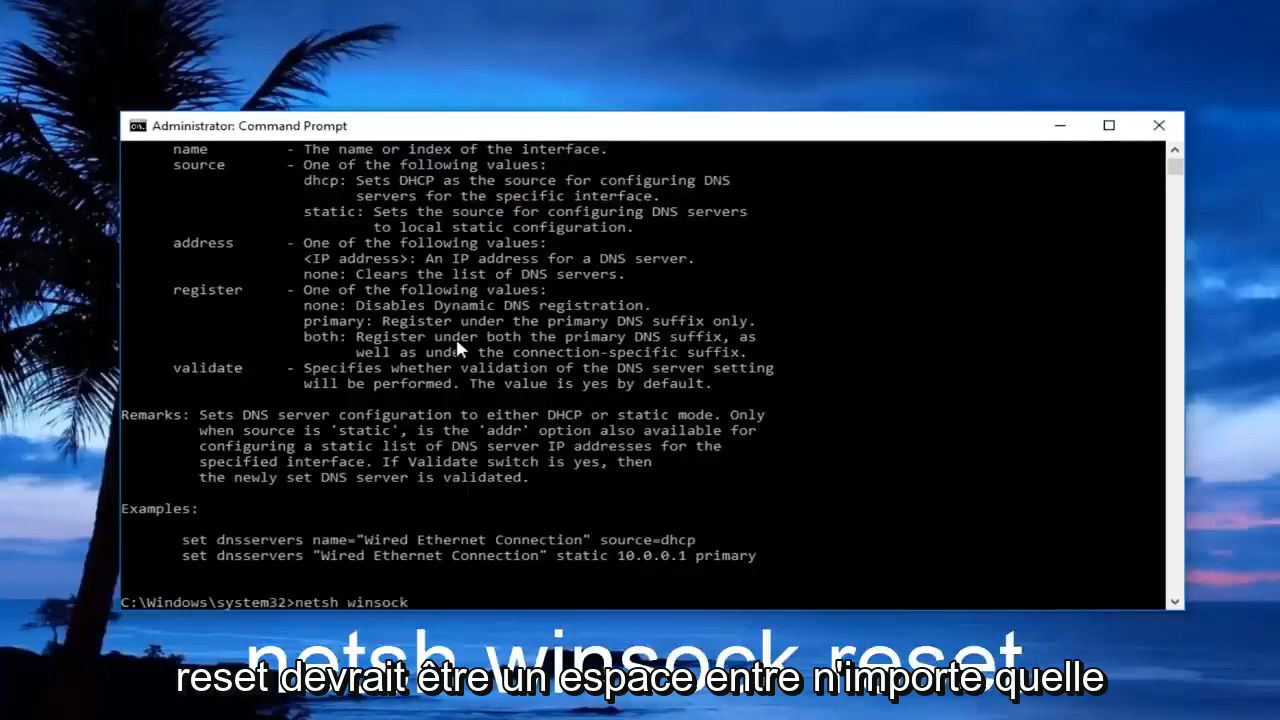 Administrator: Command Prompt
name - The name or index of the interface.
source - One of the following values:
dhcp: Sets DHCP as the source for configuring DNS
servers for the specific interface.
static: Sets the source for configuring DNS servers
to local static configuration.
address - One of the following values:
<IP address>: An IP address for a DNS server.
none: Clears the list of DNS servers.
register - One of the following values:
none: Disables Dynamic DNS registration.
primary: Register under the primary DNS suffix only.
both: Register under both the primary DNS suffix, as
well as under the connection-specific suffix.
validate - Specifies whether validation of the DNS server setting
will be performed. The value is yes by default.
Remarks: Sets DNS server configuration to either DHCP or static mode. Only
when source is 'static', is the 'addr' option also available for
configuring a static list of DNS server IP addresses for the
specified interface. If Validate switch is yes, then
the newly set DNS server is validated.
Examples:
set dnsservers name="Wired Ethernet Connection" source=dhcp
set dnsservers "Wired Ethernet Connection" static 10.0.0.1 primary
C:\Windows\system32>netsh winsock
netsh winsock reset
reset devrait être un espace entre n'importe quelle